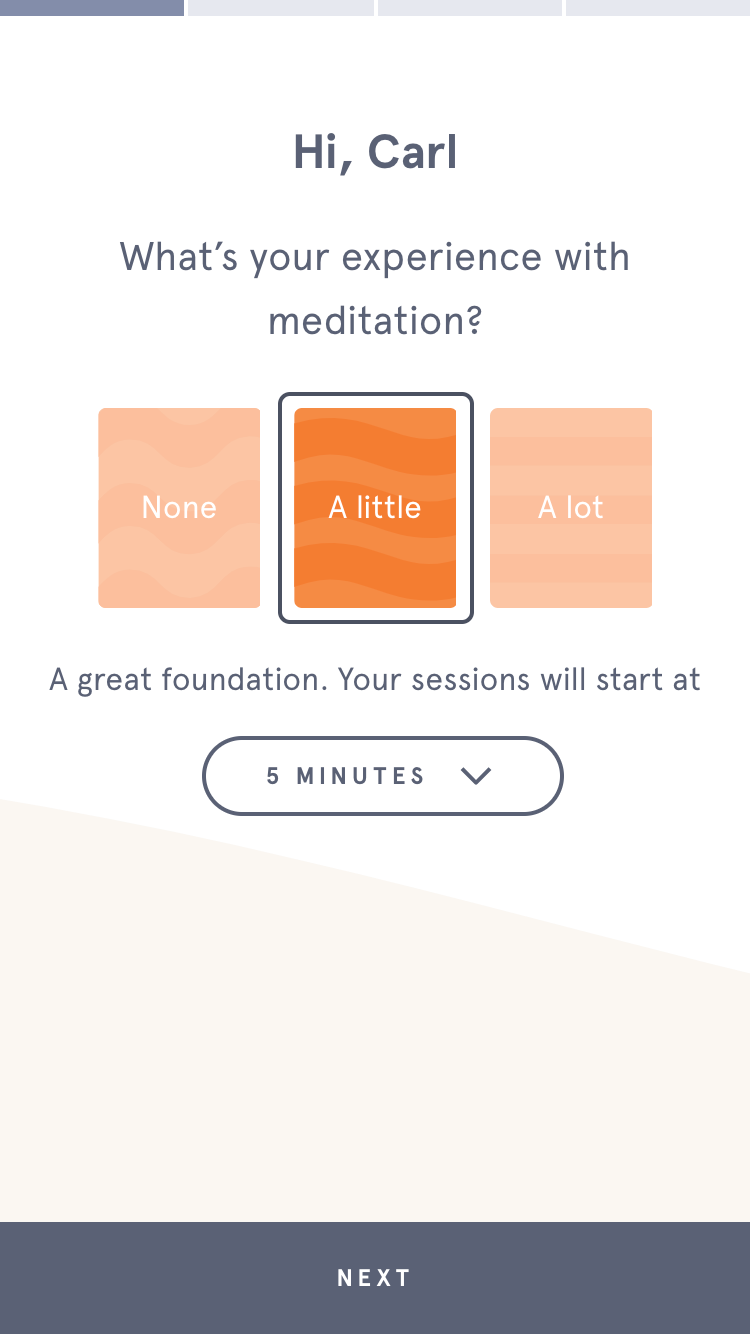 Hi, Carl
What’s your experience with
meditation?
None
A little
A lot
A great foundation. Your sessions will start at
5 MINUTES
NEXT